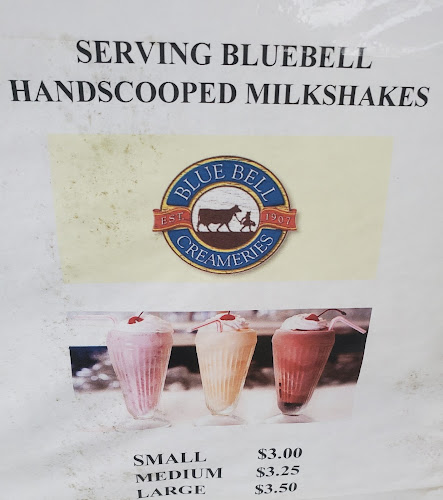 SERVING BLUEBELL
HANDSCOOPED MILKSHAKES
BLUE BELL
EST. 1907
CREAMERIES
SMALL $3.00
MEDIUM $3.25
LARGE $3.50